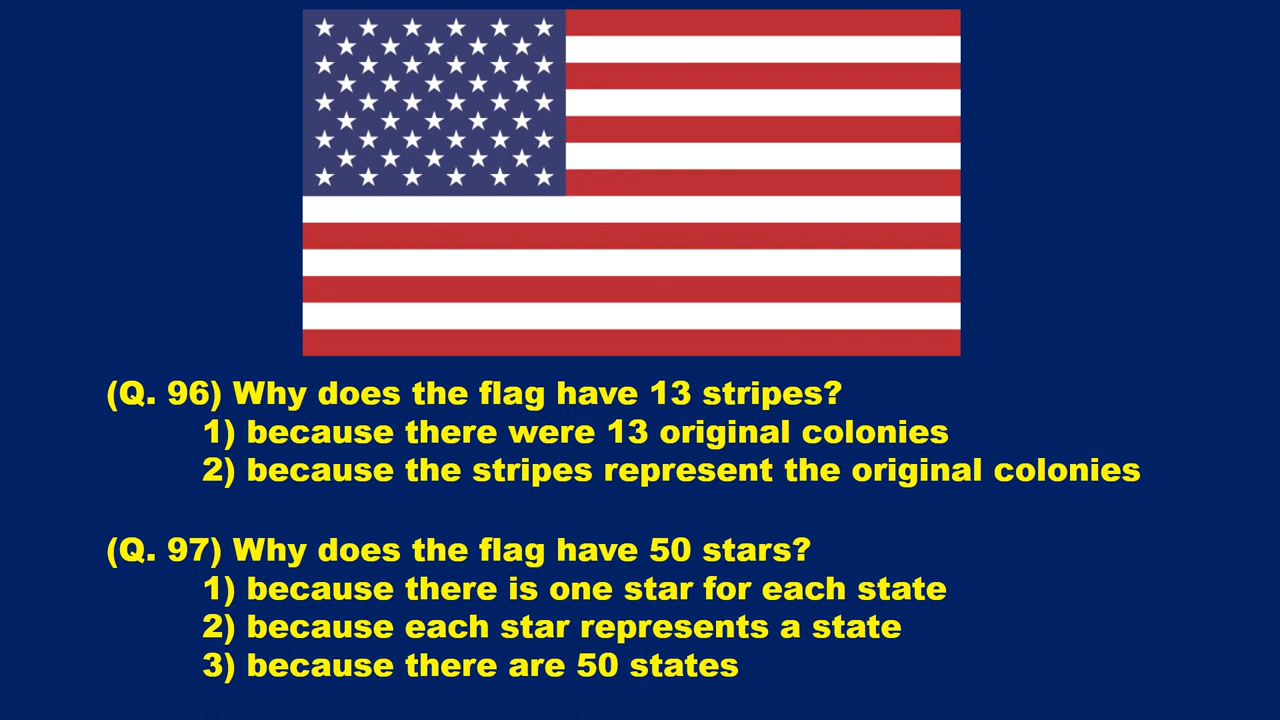 (Q. 96) Why does the flag have 13 stripes?
1) because there were 13 original colonies
2) because the stripes represent the original colonies
(Q. 97) Why does the flag have 50 stars?
1) because there is one star for each state
2) because each star represents a state
3) because there are 50 states